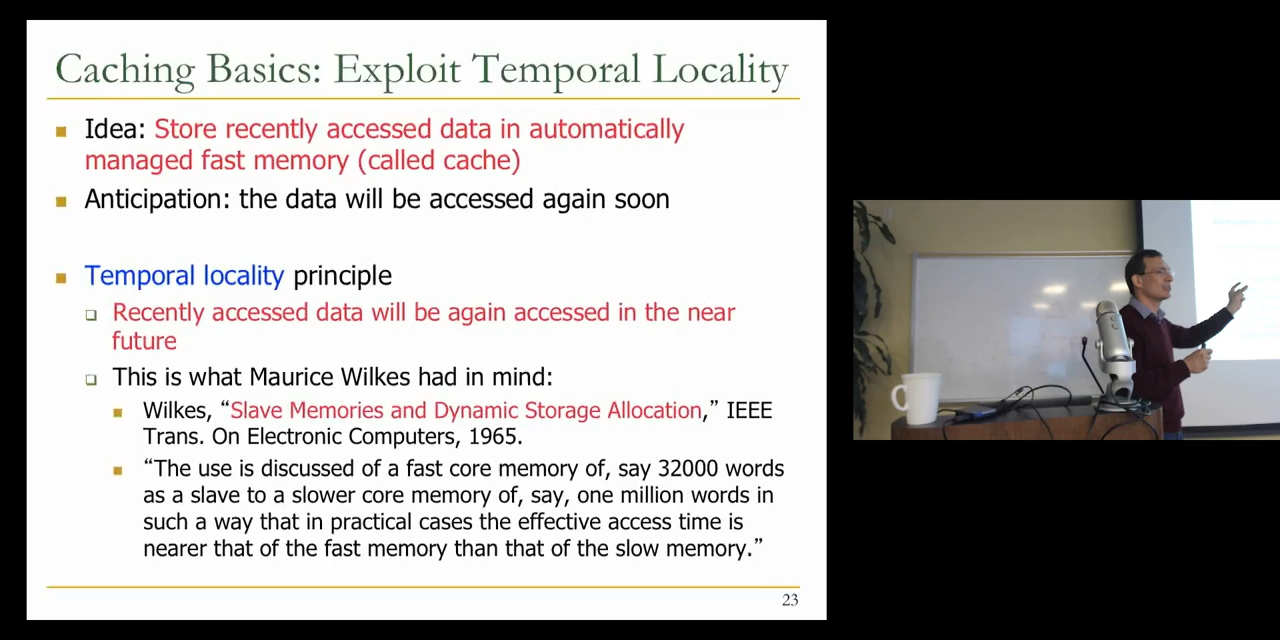 Caching Basics: Exploit Temporal Locality
Idea: Store recently accessed data in automatically
managed fast memory (called cache)
Anticipation: the data will be accessed again soon
Temporal locality principle
Recently accessed data will be again accessed in the near
future
This is what Maurice Wilkes had in mind:
Wilkes, “Slave Memories and Dynamic Storage Allocation,” IEEE
Trans. On Electronic Computers, 1965.
“The use is discussed of a fast core memory of, say 32000 words
as a slave to a slower core memory of, say, one million words in
such a way that in practical cases the effective access time is
nearer that of the fast memory than that of the slow memory.”
23